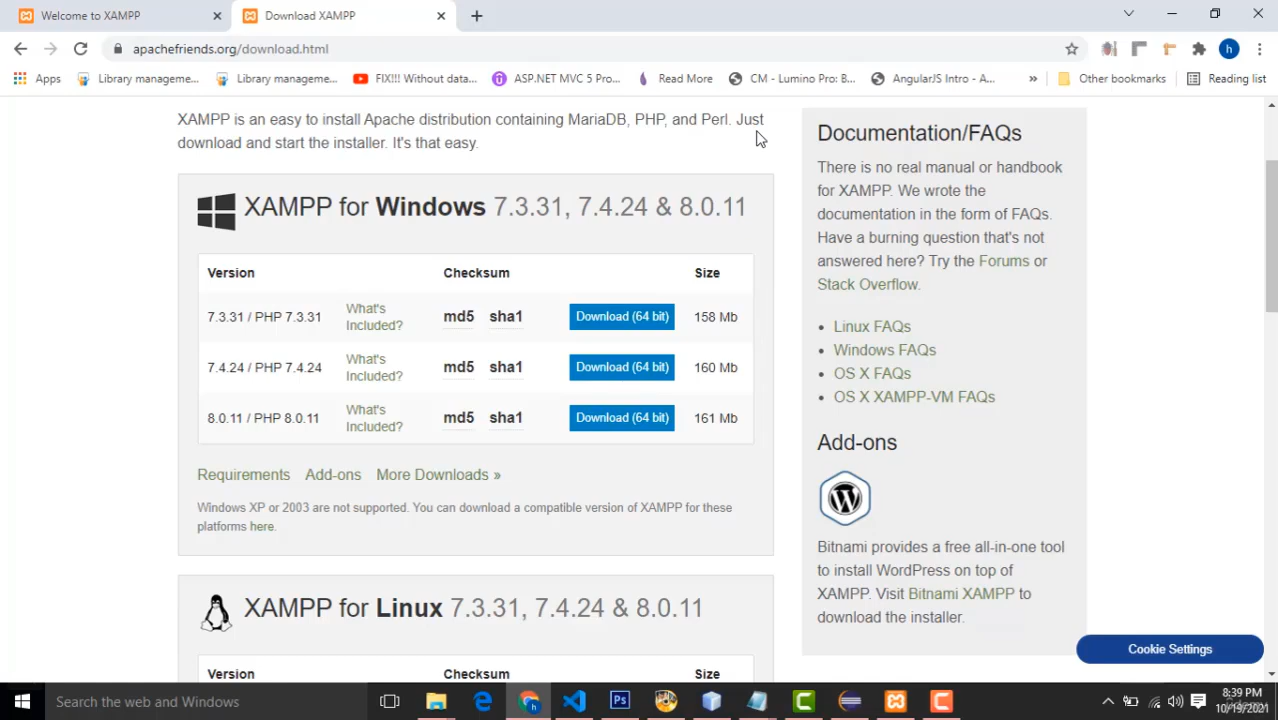 Welcome to XAMPP
Download XAMPP
apachefriends.org/download.html
h
Apps
Library manageme...
Library manageme...
FIX!!! Without data...
ASP.NET MVC 5 Pro...
Read More
CM - Lumino: Pro: B...
AngularJS Intro - A...
»
Other bookmarks
Reading list
XAMPP is an easy to install Apache distribution containing MariaDB, PHP, and Perl. Just
download and start the installer. It's that easy.
XAMPP for Windows 7.3.31, 7.4.24 & 8.0.11
Version Checksum Size
7.3.31 / PHP 7.3.31 What's Included? md5 sha1 Download (64 bit) 158 Mb
7.4.24 / PHP 7.4.24 What's Included? md5 sha1 Download (64 bit) 160 Mb
8.0.11 / PHP 8.0.11 What's Included? md5 sha1 Download (64 bit) 161 Mb
Requirements Add-ons More Downloads »
Windows XP or 2003 are not supported. You can download a compatible version of XAMPP for these
platforms here.
XAMPP for Linux 7.3.31, 7.4.24 & 8.0.11
Version Checksum Size
Documentation/FAQs
There is no real manual or handbook
for XAMPP. We wrote the
documentation in the form of FAQs.
Have a burning question that's not
answered here? Try the Forums or
Stack Overflow.
Linux FAQs
Windows FAQs
OS X FAQs
OS X XAMPP-VM FAQs
Add-ons
Bitnami provides a free all-in-one tool
to install WordPress on top of
XAMPP. Visit Bitnami XAMPP to
download the installer.
Cookie Settings
Search the web and Windows
Ps
8:39 PM
10/19/2021